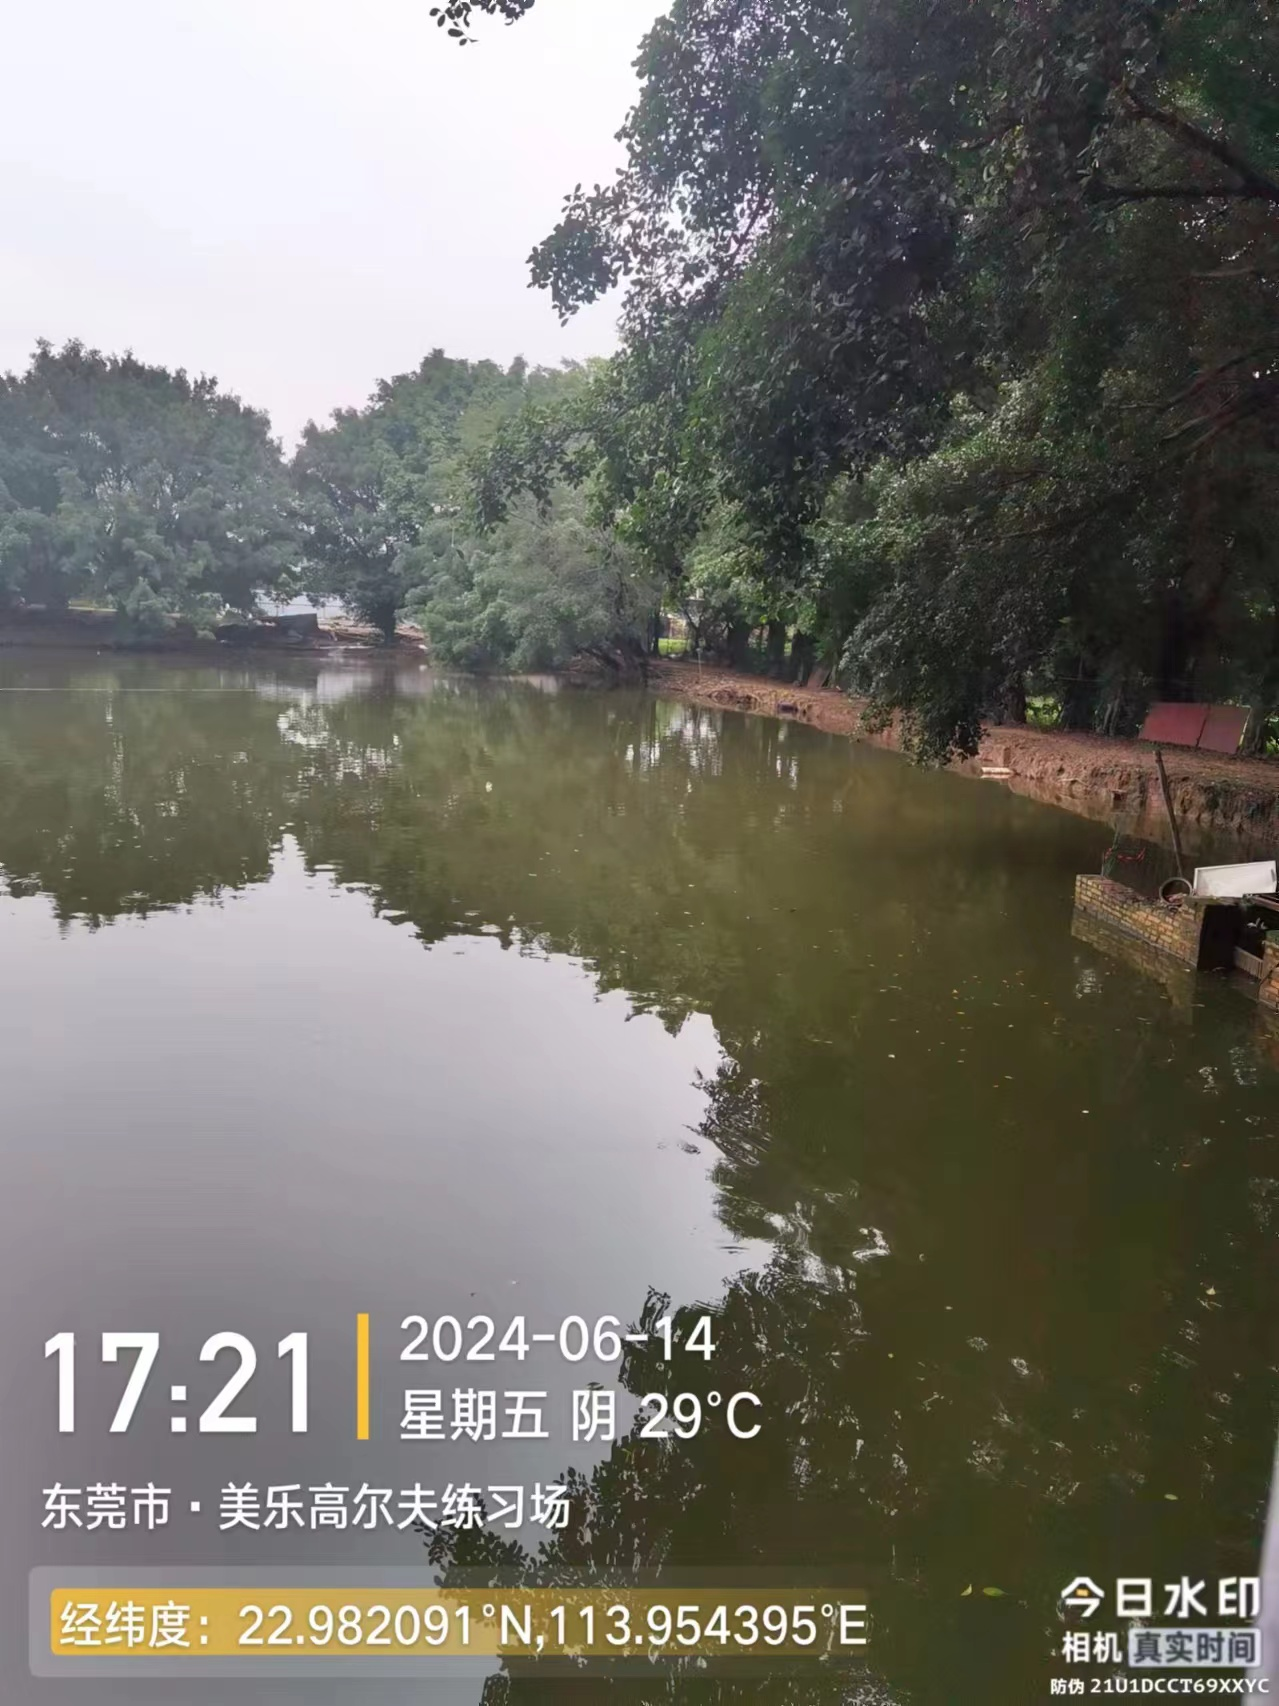 17:21
2024-06-14
星期五 阴 29°C
东莞市·美乐高尔夫练习场
经纬度：22.982091°N,113.954395°E
今日水印
相机 真实时间
防伪 21U1DCCT69XXYC